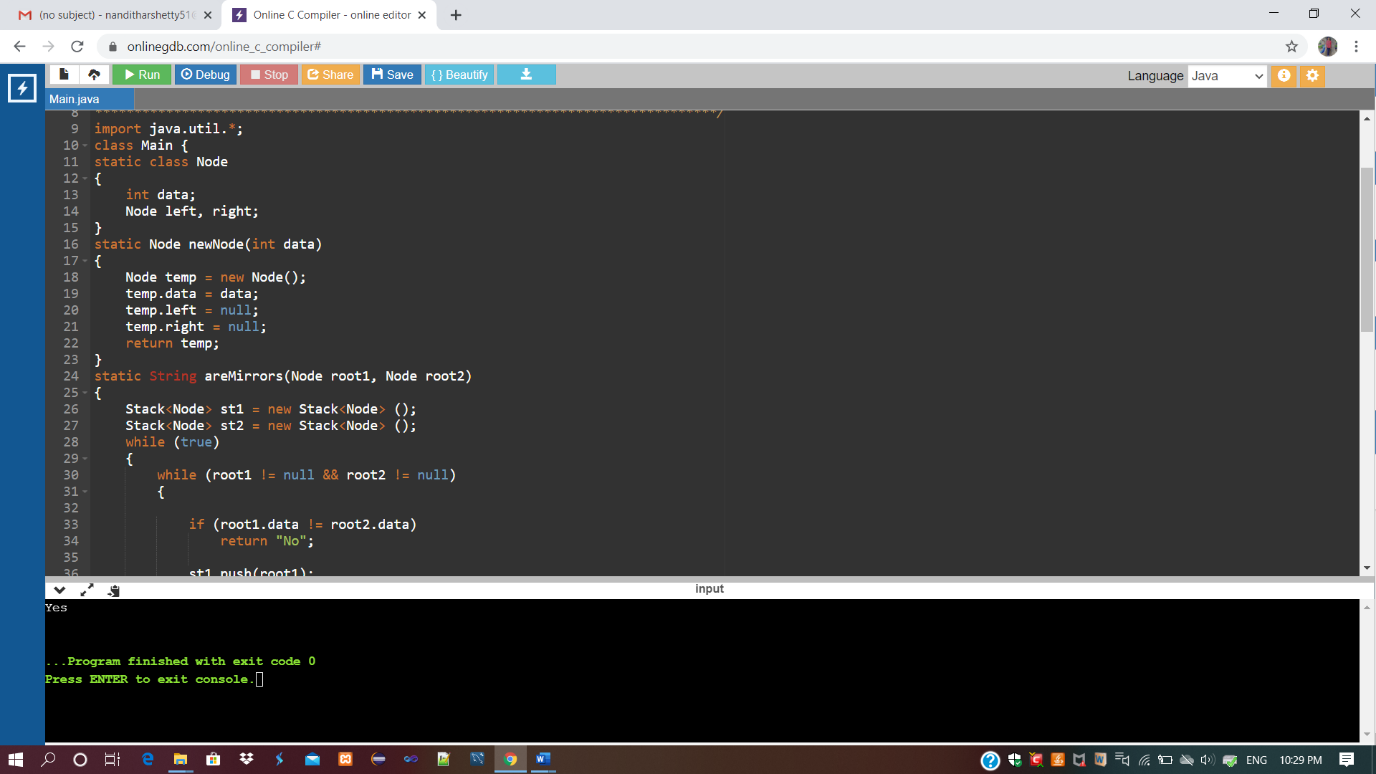 (no subject) - nanditharshetty516
Online C Compiler - online editor
onlinegdb.com/online_c_compiler#
Run Debug Stop Share Save { } Beautify Language Java
Main.java
8 ******************************************************************************/
9 import java.util.*;
10 class Main {
11 static class Node
12 {
13 int data;
14 Node left, right;
15 }
16 static Node newNode(int data)
17 {
18 Node temp = new Node();
19 temp.data = data;
20 temp.left = null;
21 temp.right = null;
22 return temp;
23 }
24 static String areMirrors(Node root1, Node root2)
25 {
26 Stack<Node> st1 = new Stack<Node> ();
27 Stack<Node> st2 = new Stack<Node> ();
28 while (true)
29 {
30 while (root1 != null && root2 != null)
31 {
32
33 if (root1.data != root2.data)
34 return "No";
35
36 st1.push(root1);
input
Yes
...Program finished with exit code 0
Press ENTER to exit console.
ENG 10:29 PM